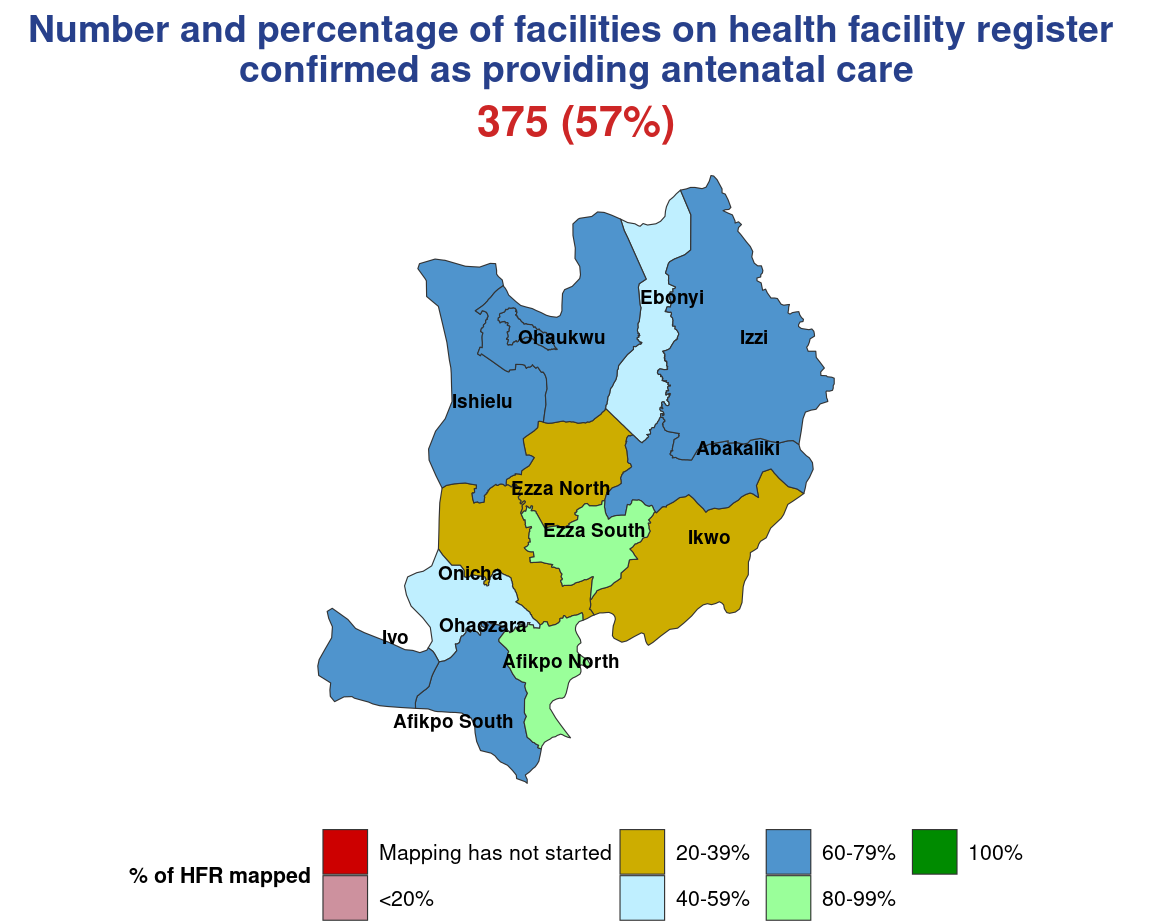 Number and percentage of facilities on health facility register
confirmed as providing antenatal care
375 (57%)
Ebonyi
Ohaukwu
Izzi
Ishielu
Abakaliki
Ezza North
Ezza South
Ikwo
Onicha
Ohaozara
Ivo
Afikpo North
Afikpo South
% of HFR mapped
Mapping has not started
<20%
20-39%
40-59%
60-79%
80-99%
100%